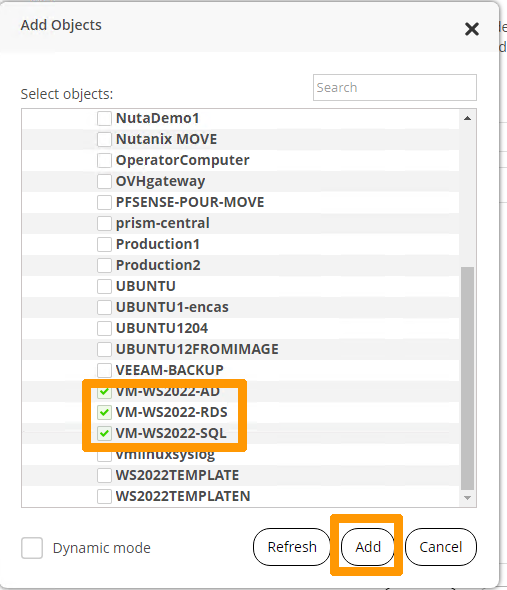 Add Objects
Select objects:
Search
NutaDemo1
Nutanix MOVE
OperatorComputer
OVHgateway
PFSENSE-POUR-MOVE
prism-central
Production1
Production2
UBUNTU
UBUNTU1-encas
UBUNTU1204
UBUNTU12FROMIMAGE
VEEAM-BACKUP
VM-WS2022-AD
VM-WS2022-RDS
VM-WS2022-SQL
vmlinuxsyslog
WS2022TEMPLATE
WS2022TEMPLATEN
Dynamic mode
Refresh
Add
Cancel